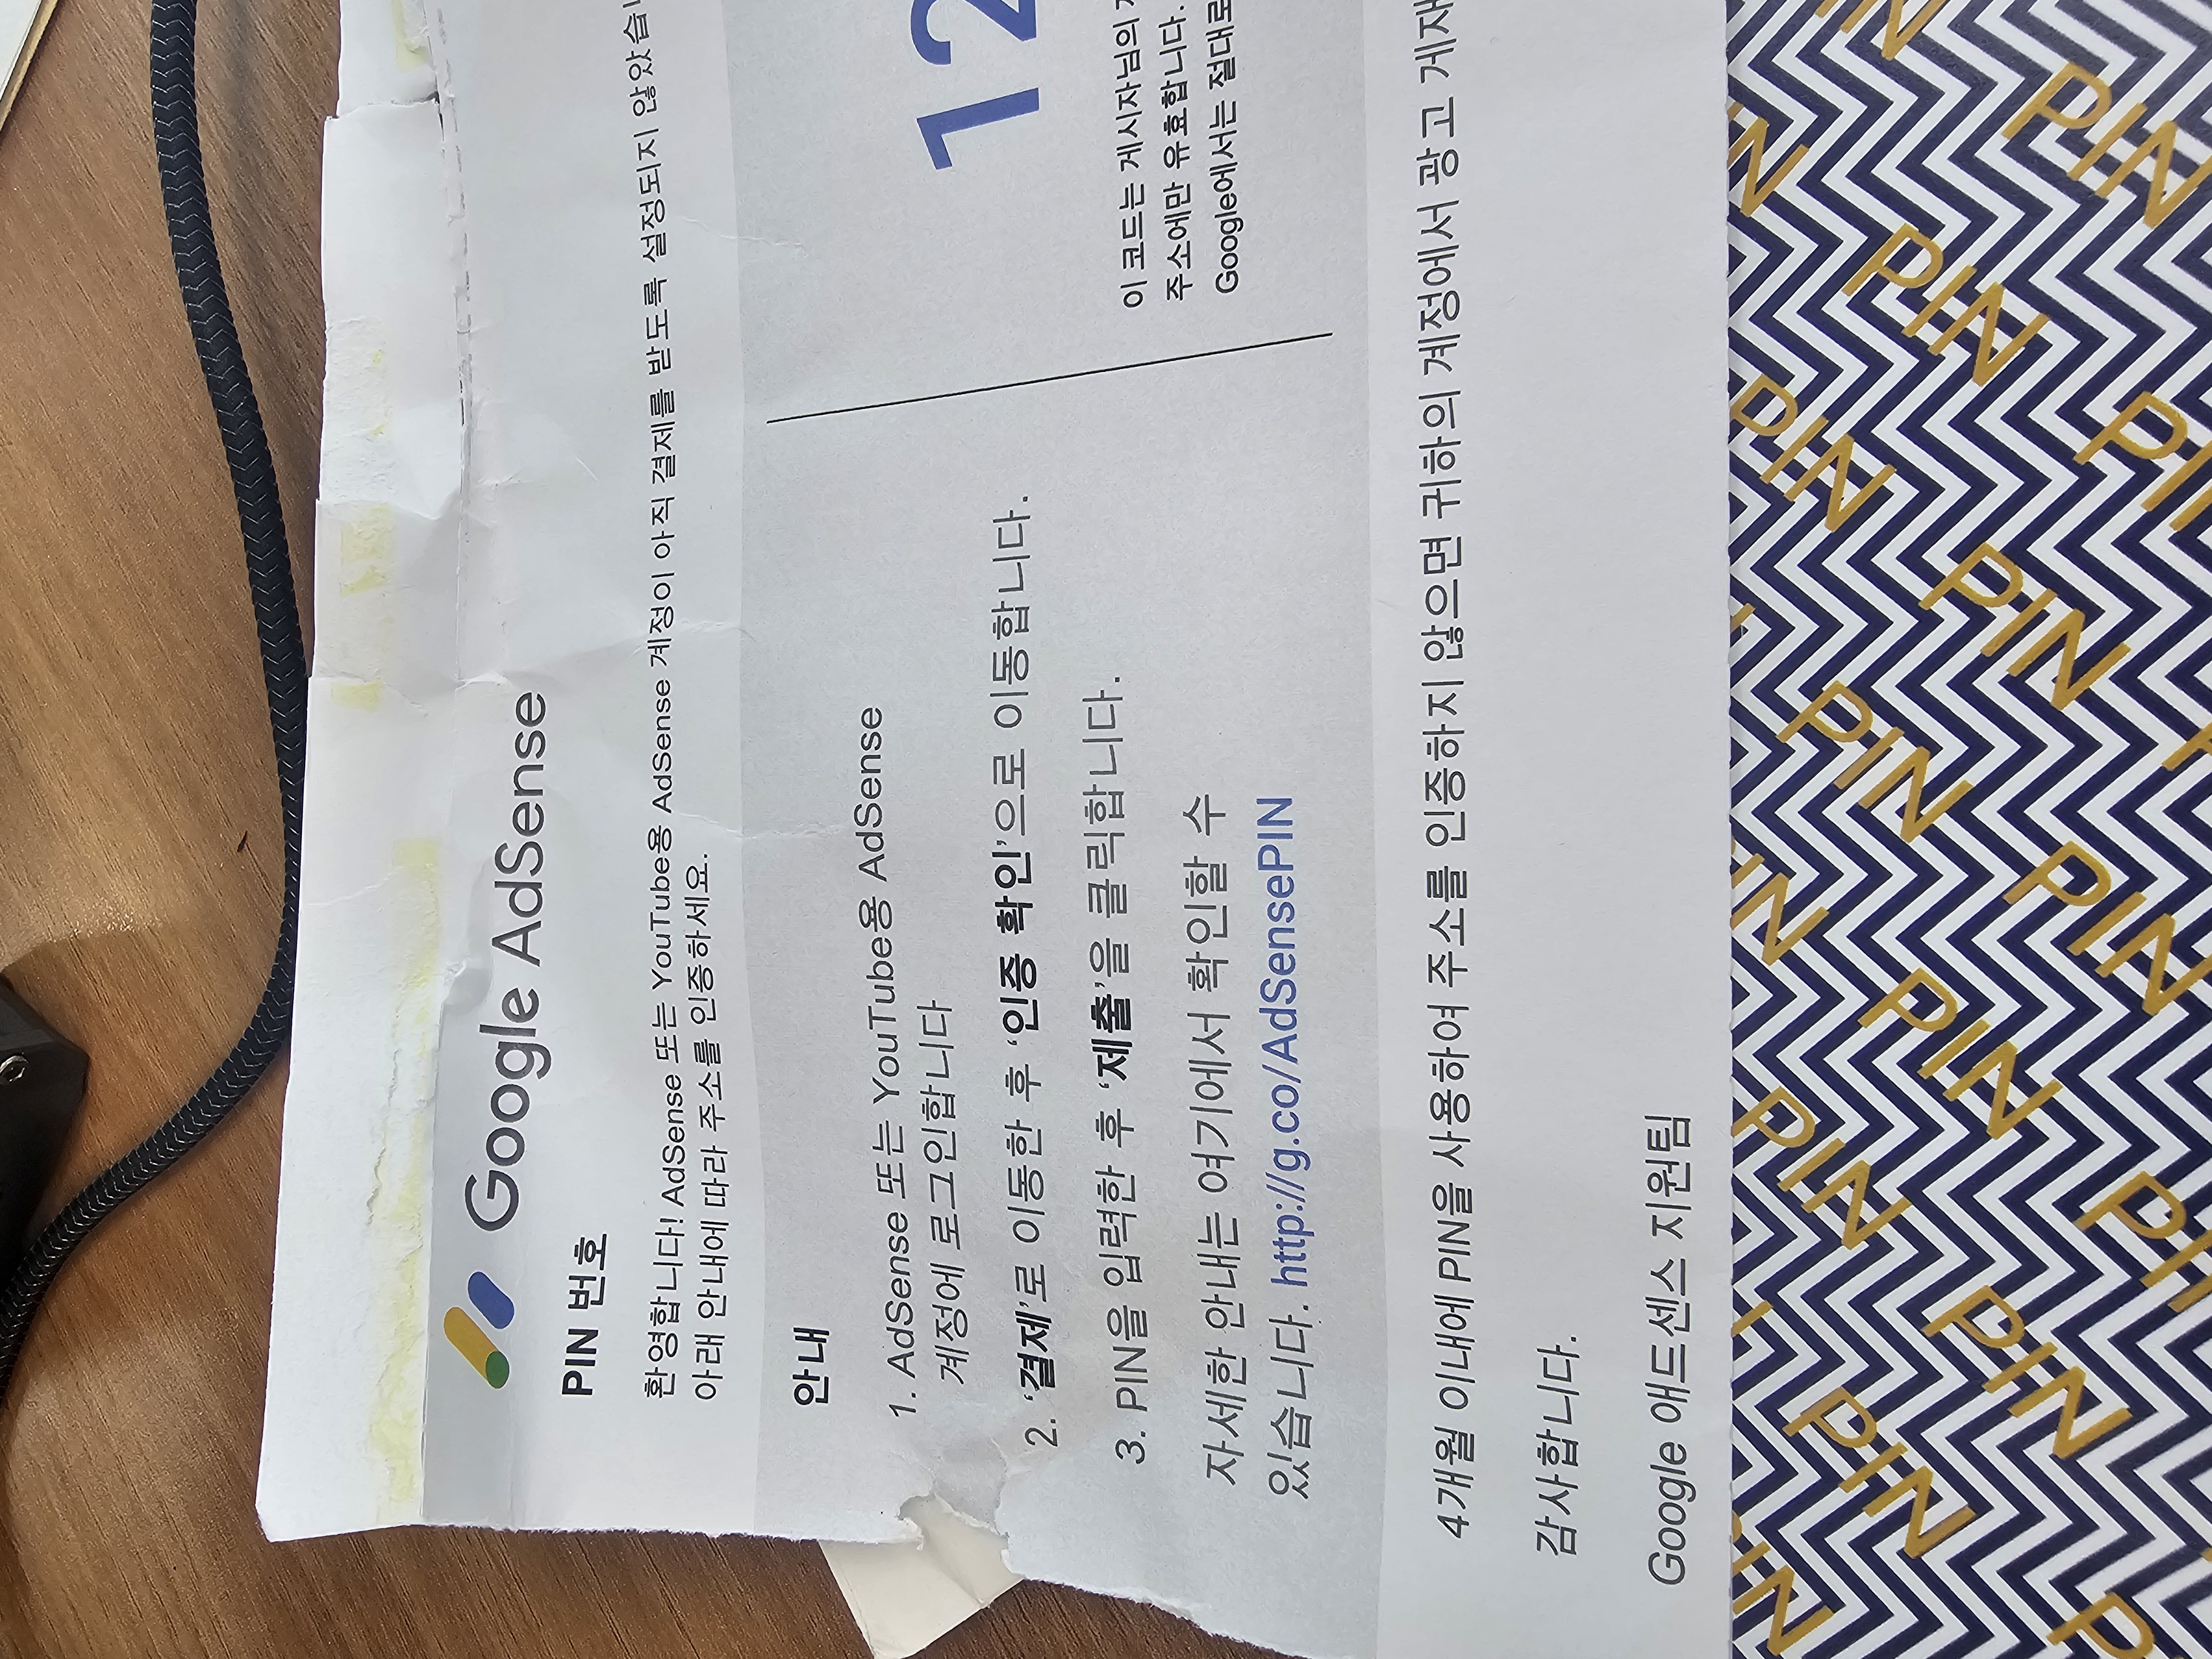 Google AdSense
PIN 번호
환영합니다! AdSense 또는 YouTube용 AdSense 계정이 아직 결제를 받도록 설정되지 않았습니
아래 안내에 따라 주소를 인증하세요.
안내
1. AdSense 또는 YouTube용 AdSense
계정에 로그인합니다
2. ‘결제’로 이동한 후 ‘인증 확인’으로 이동합니다.
3. PIN을 입력한 후 ‘제출’을 클릭합니다.
자세한 안내는 여기에서 확인할 수
있습니다. http://g.co/AdSensePIN
12
이 코드는 게시자님의
주소에만 유효합니다.
Google에서는 절대로
4개월 이내에 PIN을 사용하여 주소를 인증하지 않으면 귀하의 계정에서 광고 게재
감사합니다.
Google 애드센스 지원팀
PIN
PIN
PIN
PIN
PIN
PIN
PIN
PIN
PIN
PIN
PIN
PIN